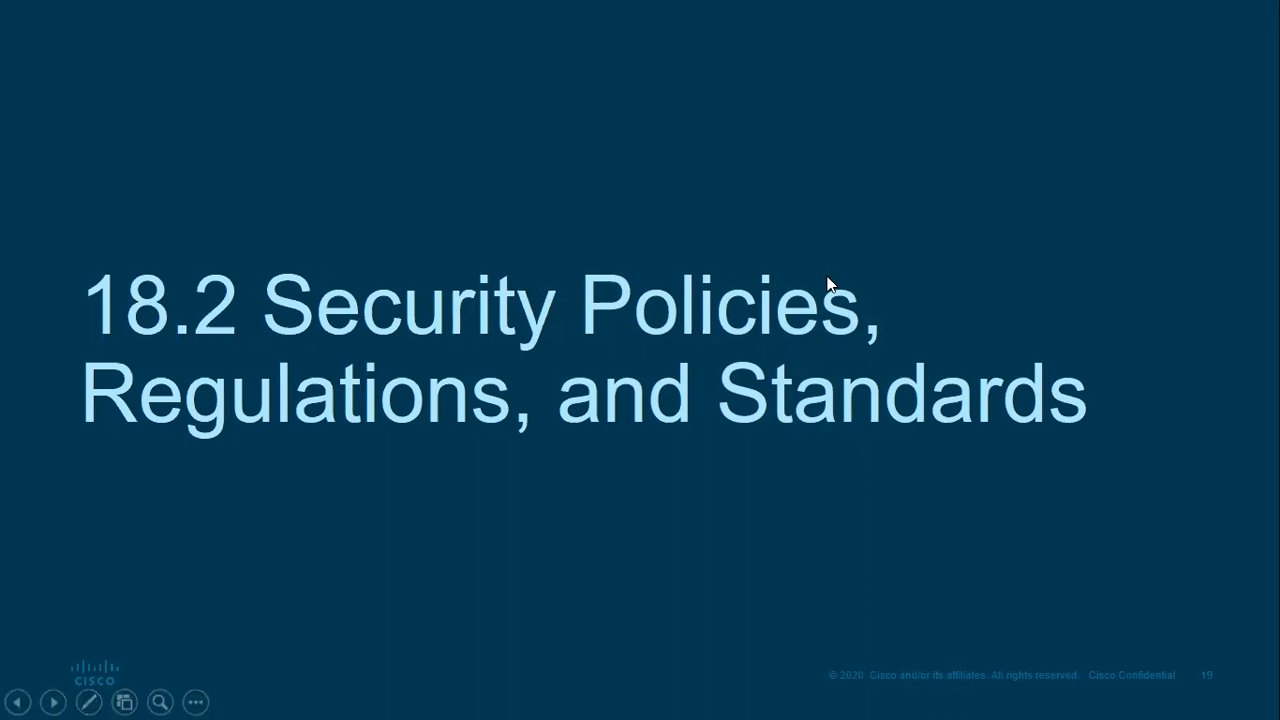 18.2 Security Policies,
Regulations, and Standards
CISCO
© 2020 Cisco and/or its affiliates. All rights reserved. Cisco Confidential 19